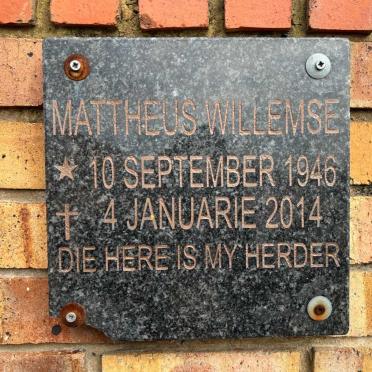 MATTHEUS WILLEMSE
10 SEPTEMBER 1946
4 JANUARIE 2014
DIE HERE IS MY HERDER